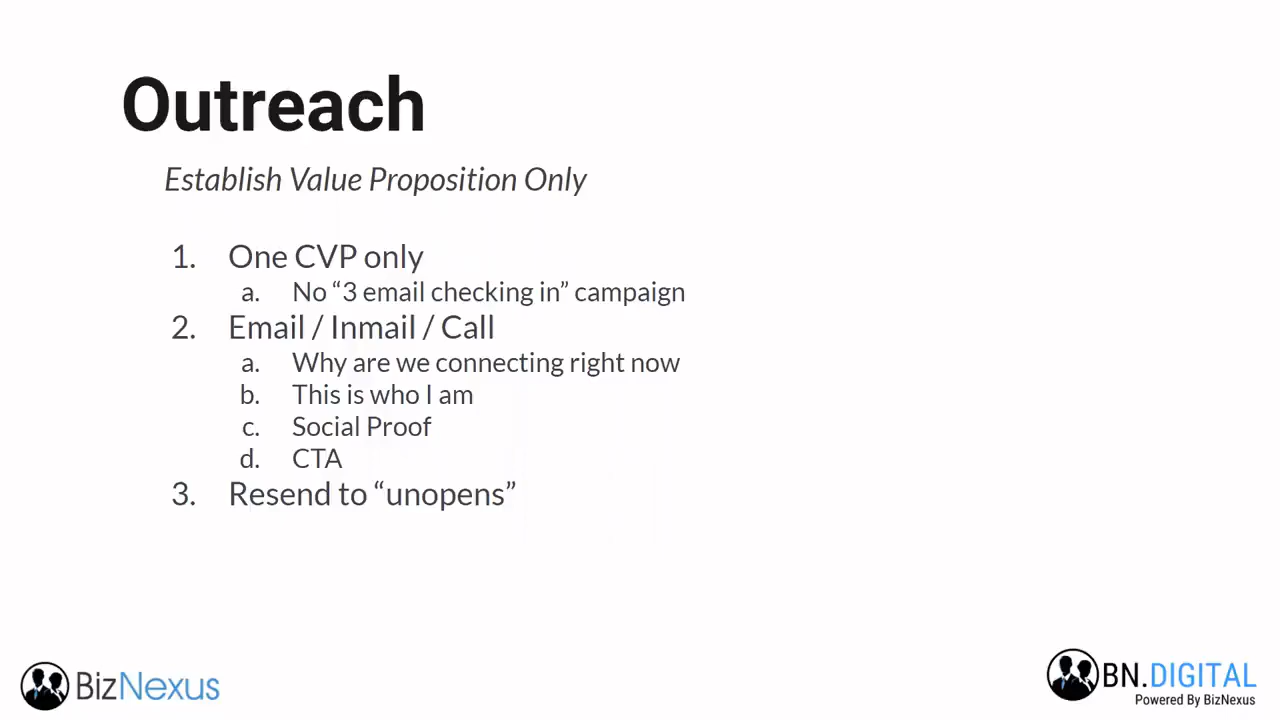 Outreach
Establish Value Proposition Only
1. One CVP only
a. No “3 email checking in” campaign
2. Email / Inmail / Call
a. Why are we connecting right now
b. This is who I am
c. Social Proof
d. CTA
3. Resend to “unopens”
BizNexus
BN.DIGITAL
Powered By BizNexus